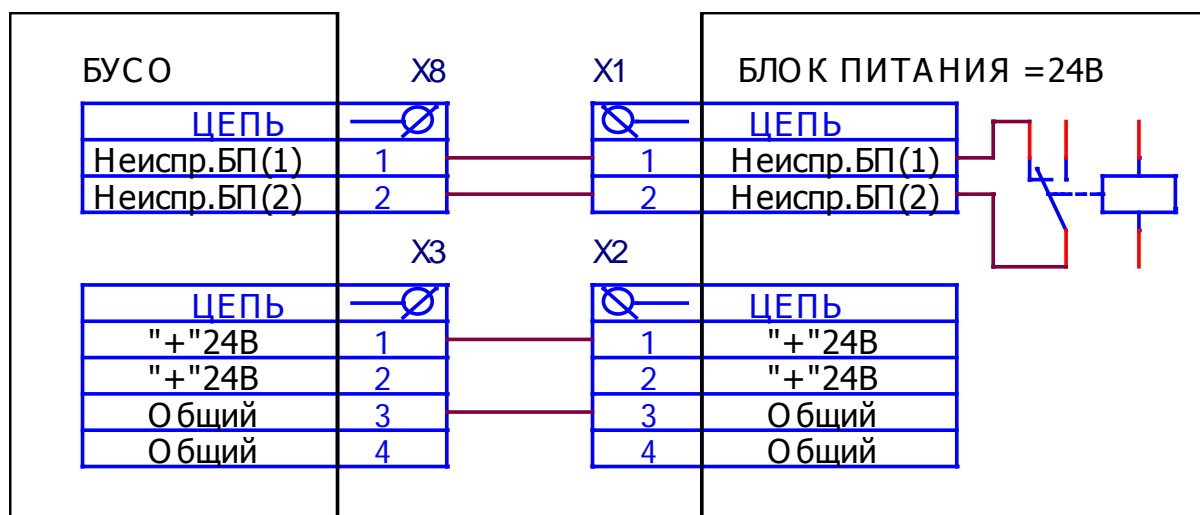 БУСО X8 X1 БЛОК ПИТАНИЯ =24В
ЦЕПЬ ЦЕПЬ
Неиспр.БП(1) 1 1 Неиспр.БП(1)
Неиспр.БП(2) 2 2 Неиспр.БП(2)
X3 X2
ЦЕПЬ ЦЕПЬ
"+"24В 1 1 "+"24В
"+"24В 2 2 "+"24В
Общий 3 3 Общий
Общий 4 4 Общий